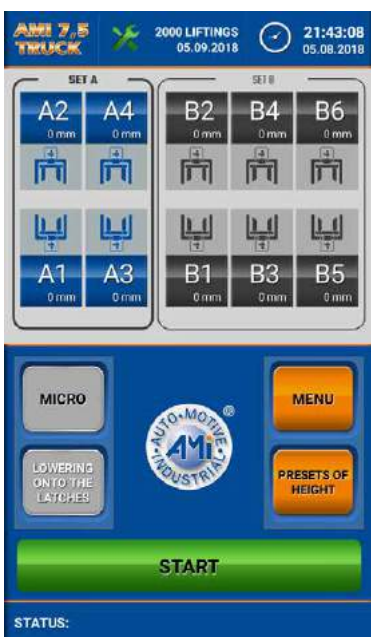 AMI 7,5
TRUCK
2000 LIFTINGS
05.09.2018
21:43:08
05.08.2018
SET A
SET B
A2
0 mm
A4
0 mm
B2
0 mm
B4
0 mm
B6
0 mm
A1
0 mm
A3
0 mm
B1
0 mm
B3
0 mm
B5
0 mm
MICRO
MENU
AUTO-MOTIVE
AMi
INDUSTRIAL
®
LOWERING
ONTO THE
LATCHES
PRESETS OF
HEIGHT
START
STATUS: